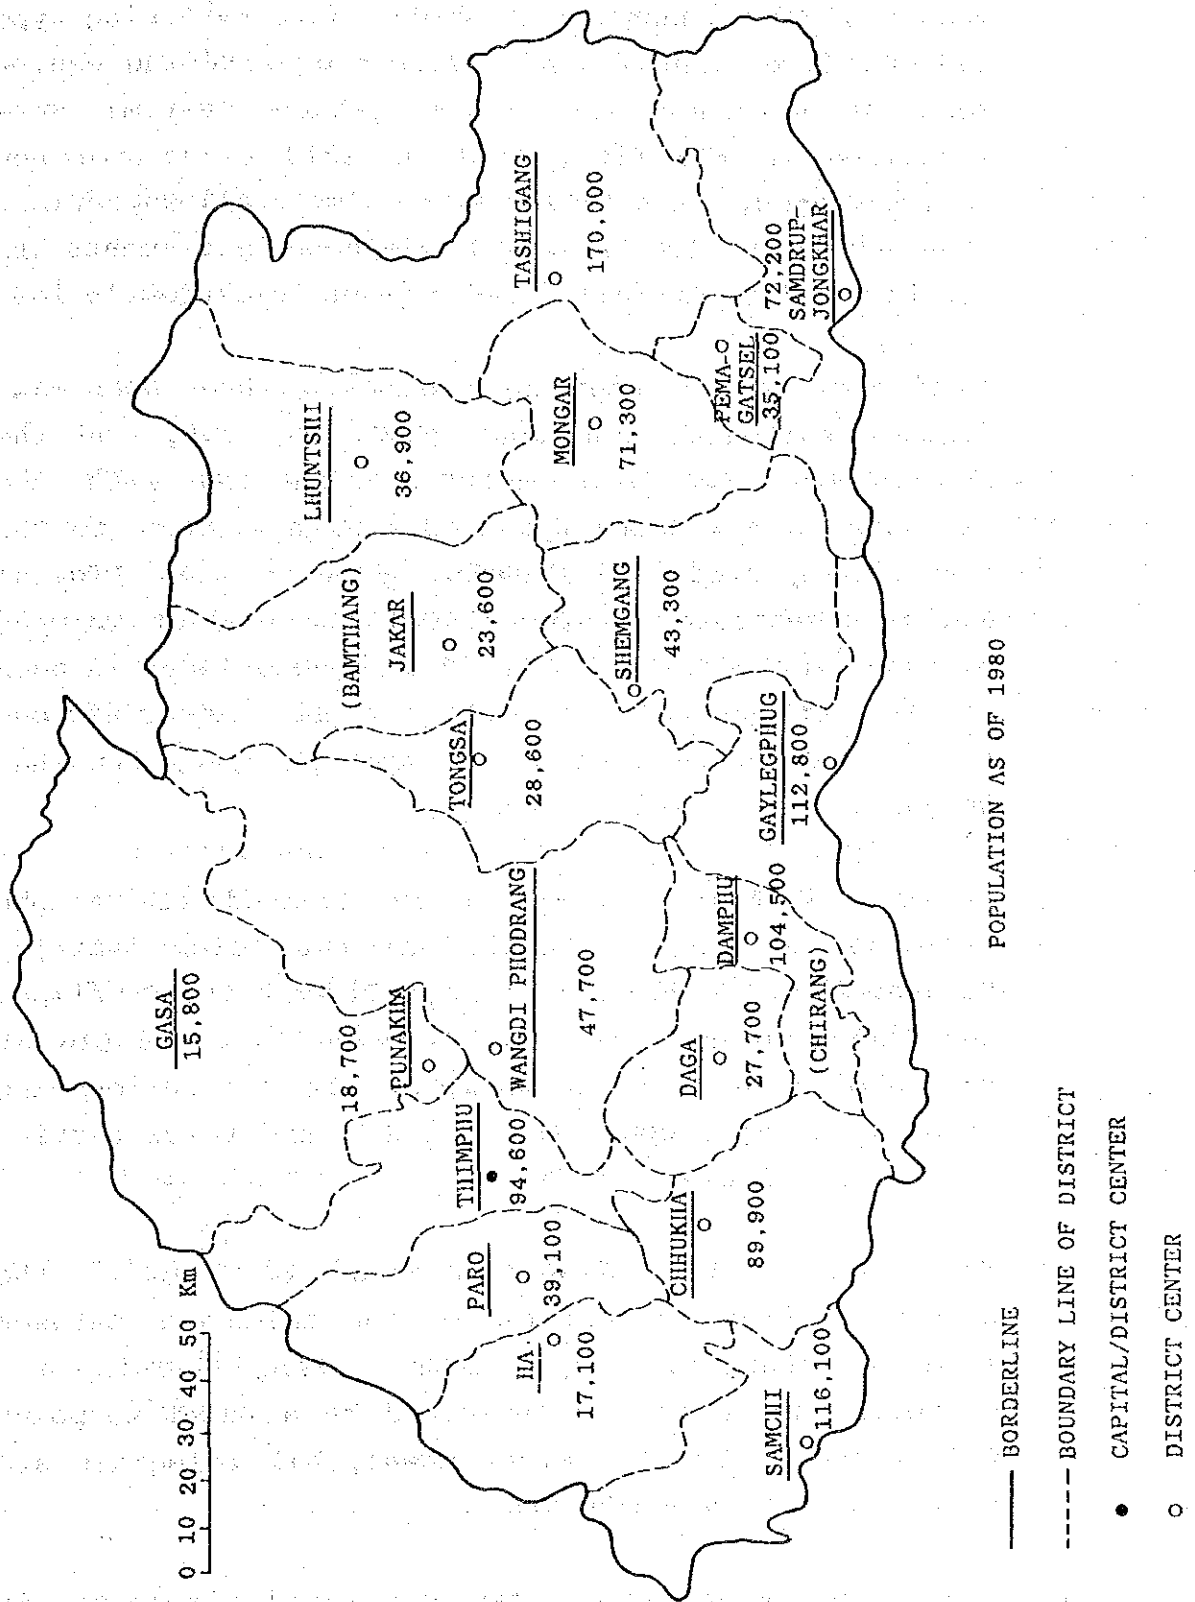 0 10 20 30 40 50 Km
GASA
15,800
18,700
PUNAKIM
THIMPHU
94,600
WANGDI PHODRANG
47,700
PARO
39,100
HA
17,100
SAMCHI
116,100
CHHUKHA
89,900
DAGA
27,700
DAMPHU
104,500
(CHIRANG)
TONGSA
28,600
(BAMTHANG)
JAKAR
23,600
LHUNTSHI
36,900
SHEMGANG
43,300
GAYLEGPHUG
112,800
MONGAR
71,300
TASHIGANG
170,000
PEMA-
GATSEL
35,100
72,200
SAMDRUP-
JONGKHAR
POPULATION AS OF 1980
BORDERLINE
BOUNDARY LINE OF DISTRICT
CAPITAL/DISTRICT CENTER
DISTRICT CENTER